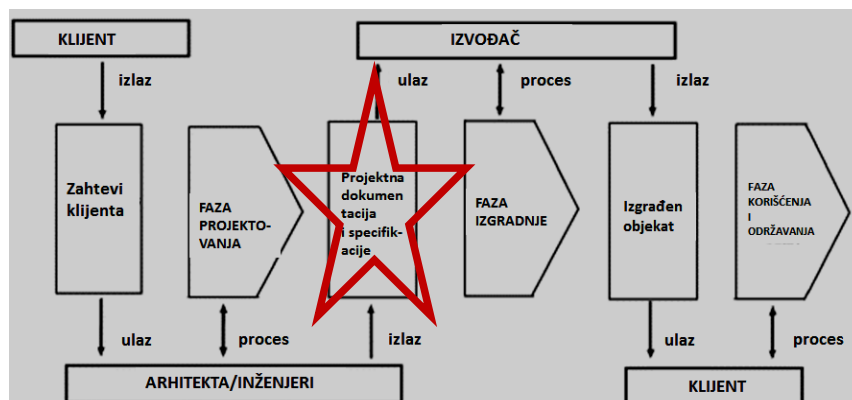 KLIJENT
IZVOĐAČ
izlaz
ulaz
proces
izlaz
Zahtevi
klijenta
FAZA
PROJEKTO-
VANJA
Projektna
dokumen
tacija
i specifik-
acije
FAZA
IZGRADNJE
Izgrađen
objekat
FAZA
KORIŠĆENJA
I
ODRŽAVANJA
ulaz
proces
izlaz
ulaz
proces
ARHITEKTA/INŽENJERI
KLIJENT